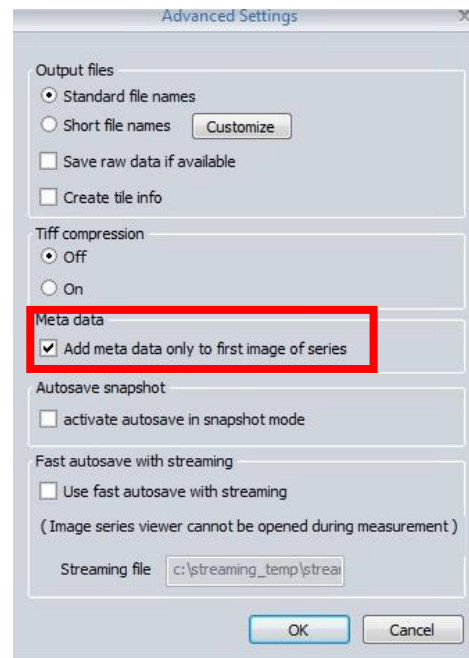 Advanced Settings
Output files
Standard file names
Short file names Customize
Save raw data if available
Create tile info
Tiff compression
Off
On
Meta data
Add meta data only to first image of series
Autosave snapshot
activate autosave in snapshot mode
Fast autosave with streaming
Use fast autosave with streaming
( Image series viewer cannot be opened during measurement )
Streaming file c:\streaming_temp\strear
OK Cancel